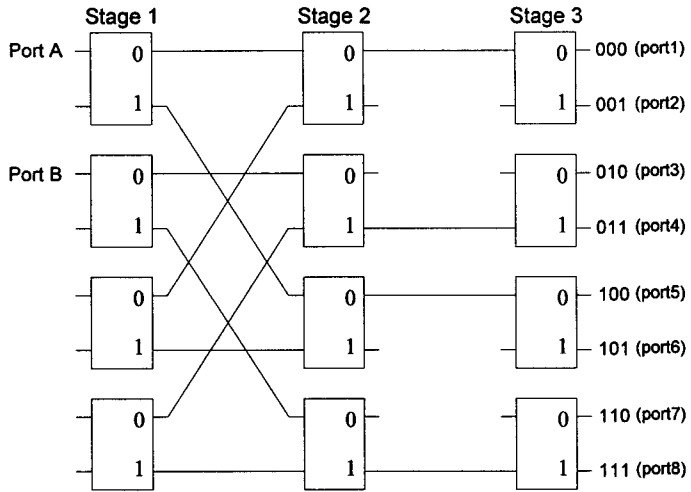 Stage 1 Stage 2 Stage 3
Port A 0 0 0 000 (port1)
1 1 1 001 (port2)
Port B 0 0 0 010 (port3)
1 1 1 011 (port4)
0 0 0 100 (port5)
1 1 1 101 (port6)
0 0 0 110 (port7)
1 1 1 111 (port8)